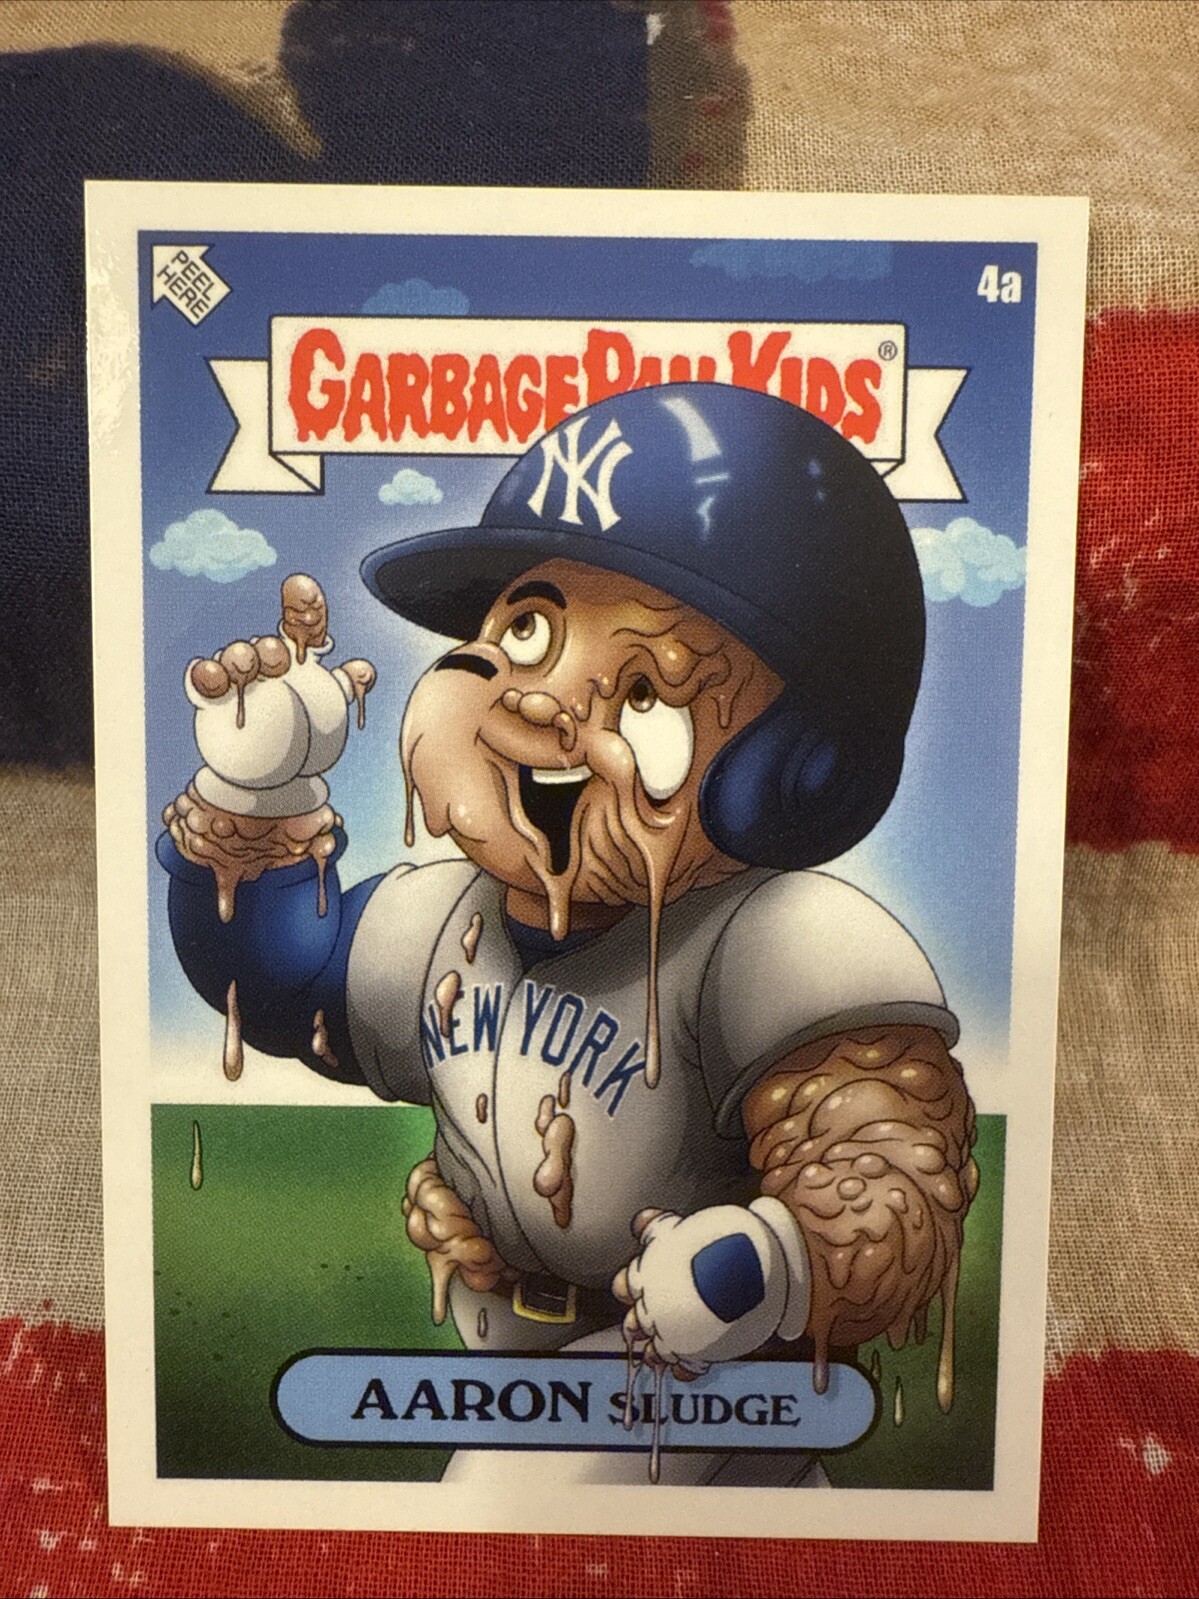 PEEL
HERE
4a
GARBAGE PAIL KIDS®
NY
NEW YORK
AARON SLUDGE